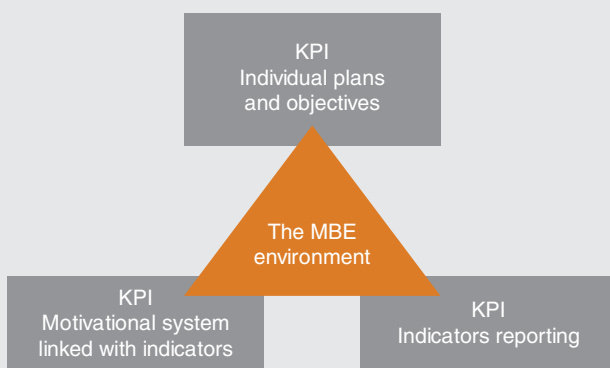 KPI
Individual plans
and objectives
The MBE
environment
KPI
Motivational system
linked with indicators
KPI
Indicators reporting